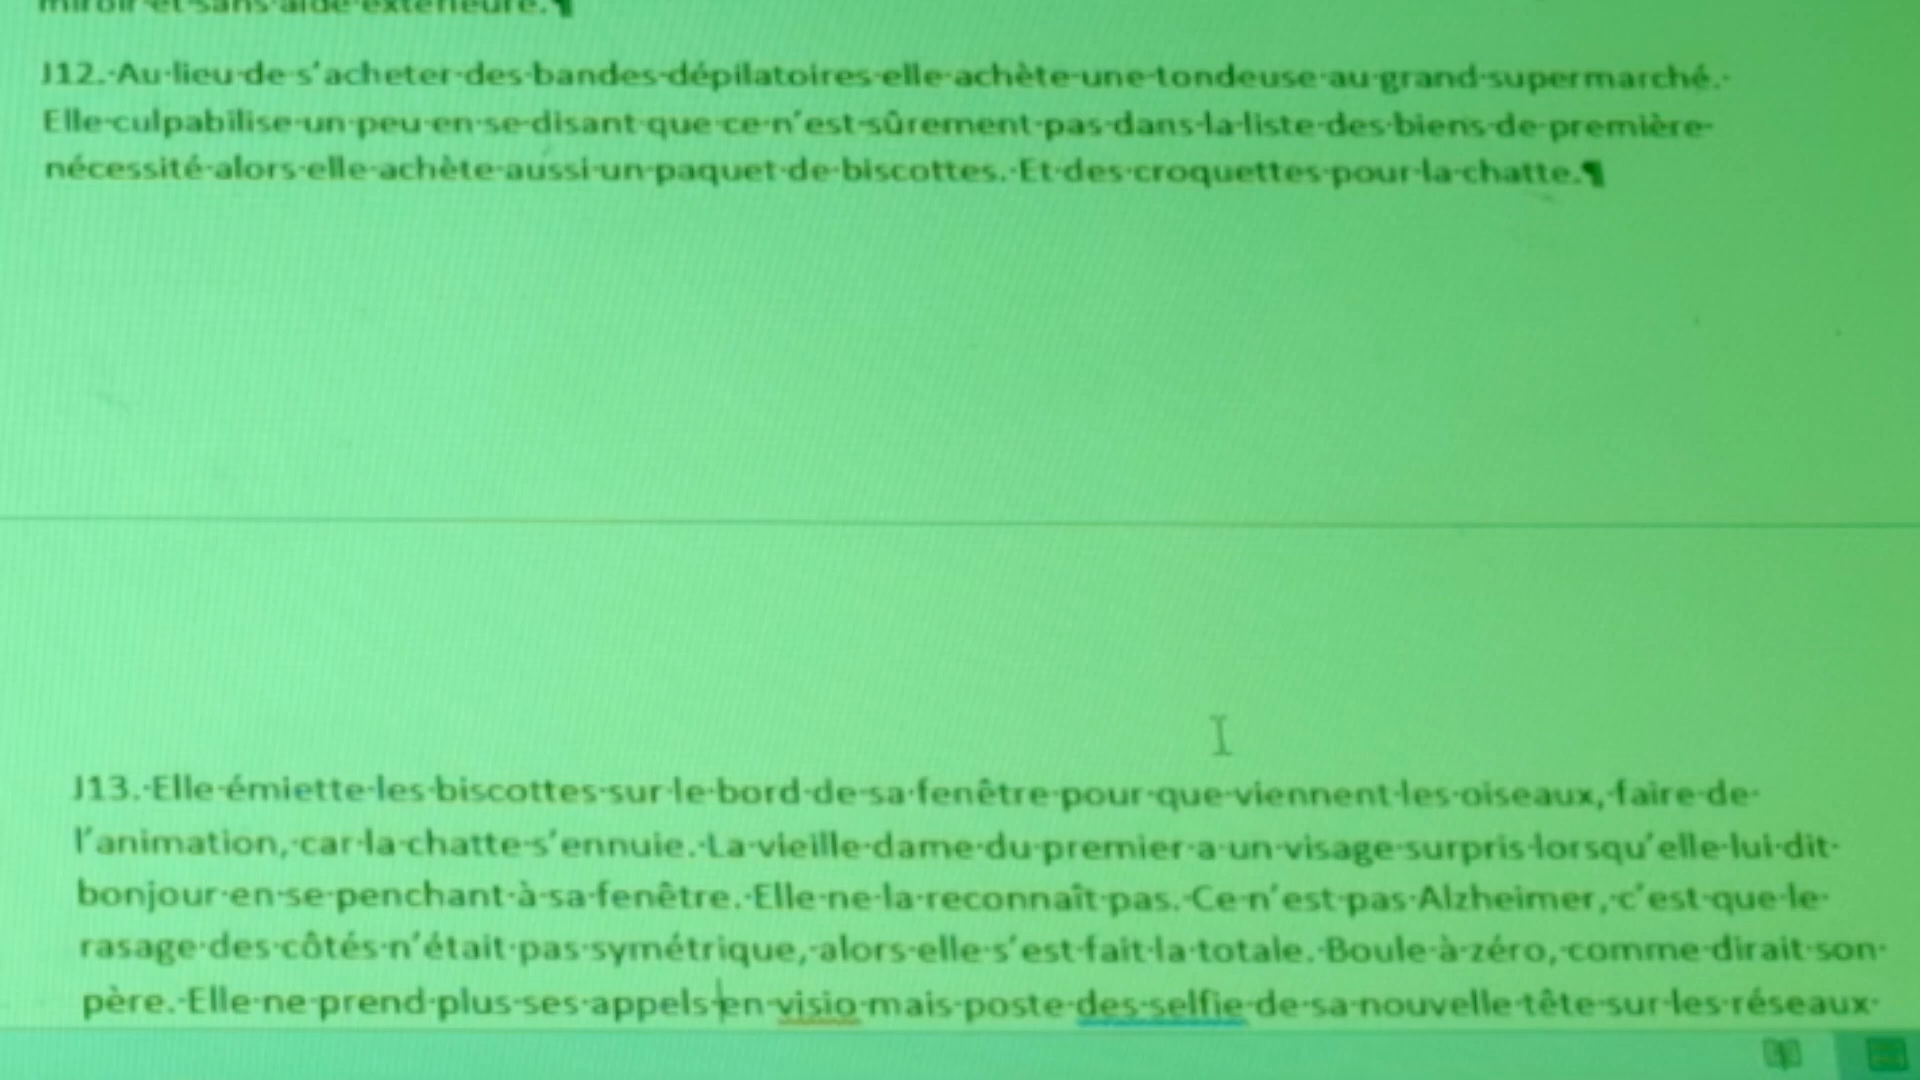 miroir et sans aide extérieure.¶
J12. Au lieu de s'acheter des bandes dépilatoires elle achète une tondeuse au grand supermarché.
Elle culpabilise un peu en se disant que ce n'est sûrement pas dans la liste des biens de première
nécessité alors elle achète aussi un paquet de biscottes. Et des croquettes pour la chatte.¶
J13. Elle émiette les biscottes sur le bord de sa fenêtre pour que viennent les oiseaux, faire de
l'animation, car la chatte s'ennuie. La vieille dame du premier a un visage surpris lorsqu'elle lui dit
bonjour en se penchant à sa fenêtre. Elle ne la reconnaît pas. Ce n'est pas Alzheimer, c'est que le
rasage des côtés n'était pas symétrique, alors elle s'est fait la totale. Boule à zéro, comme dirait son
père. Elle ne prend plus ses appels en visio mais poste des selfie de sa nouvelle tête sur les réseaux